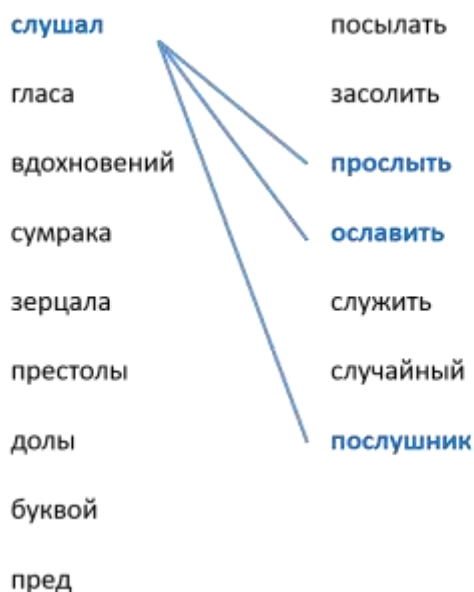 слушал
гласа
вдохновений
сумрака
зерцала
престолы
долы
буквой
пред
посылать
засолить
прослыть
ославить
служить
случайный
послушник